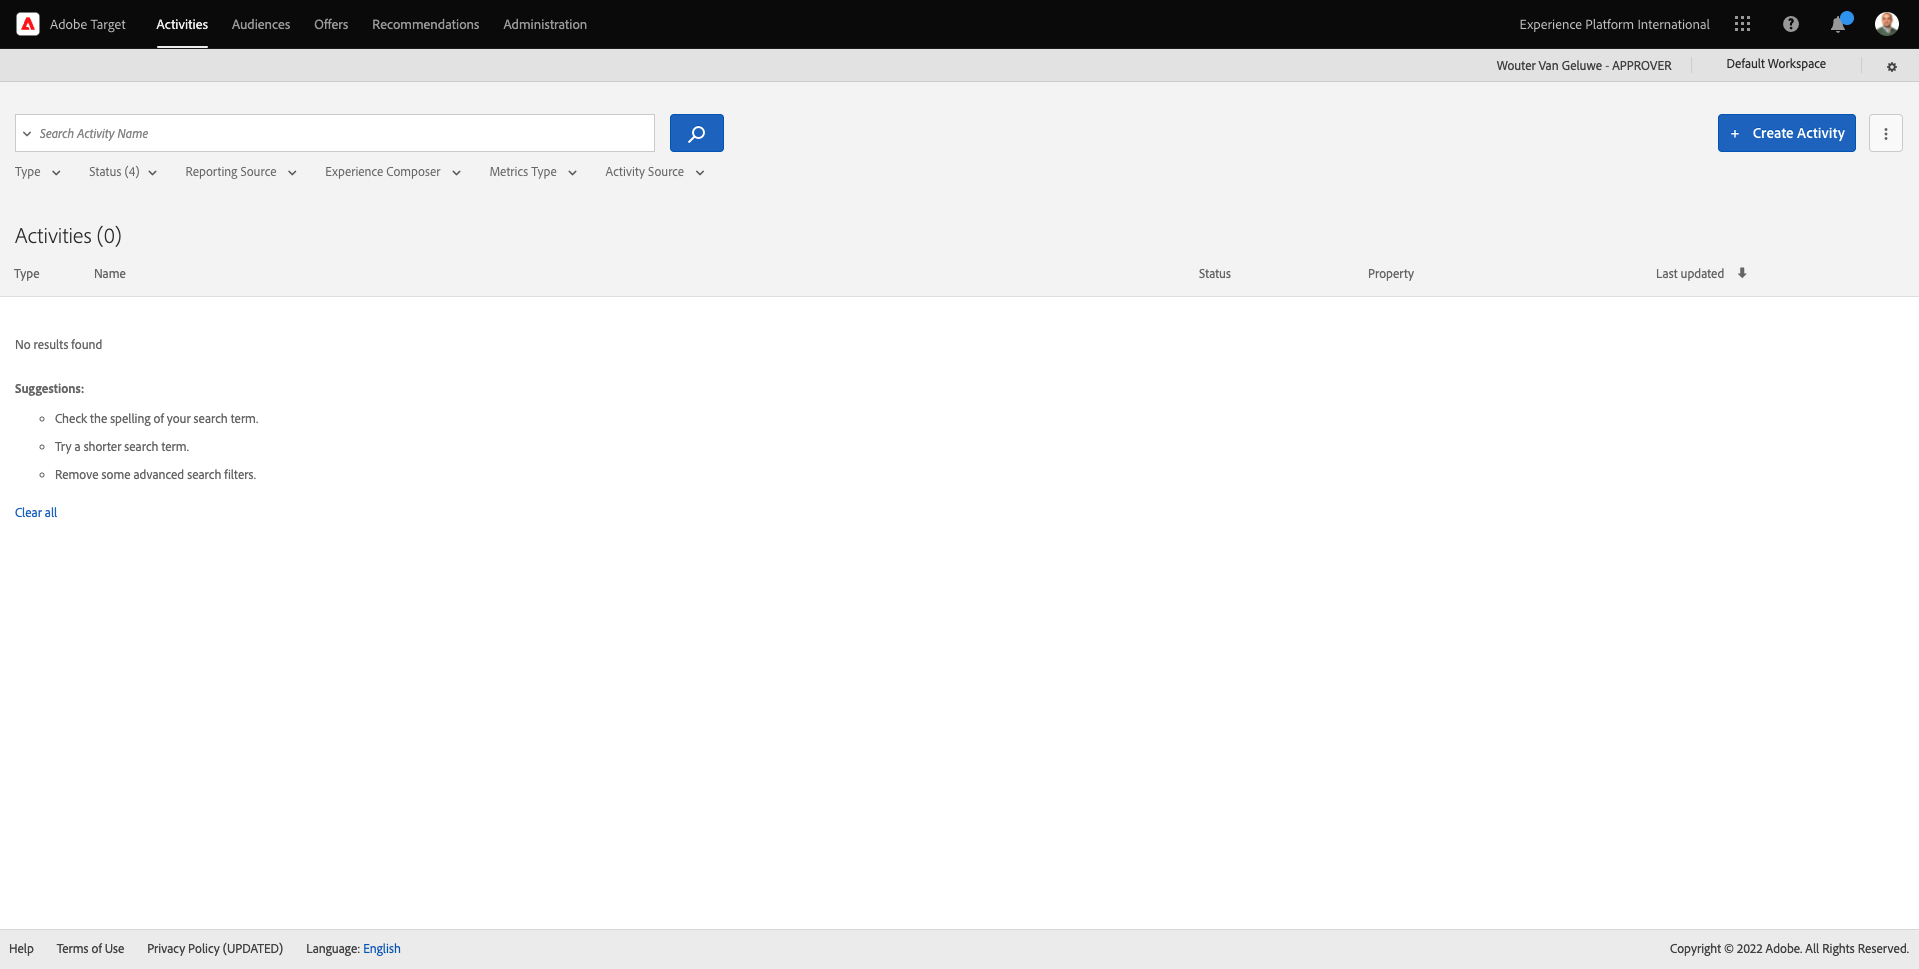 Adobe Target Activities Audiences Offers Recommendations Administration Experience Platform International
Wouter Van Geluwe - APPROVER Default Workspace
Search Activity Name
+ Create Activity
Type Status (4) Reporting Source Experience Composer Metrics Type Activity Source
Activities (0)
Type Name Status Property Last updated
No results found
Suggestions:
Check the spelling of your search term.
Try a shorter search term.
Remove some advanced search filters.
Clear all
Help Terms of Use Privacy Policy (UPDATED) Language: English Copyright © 2022 Adobe. All Rights Reserved.